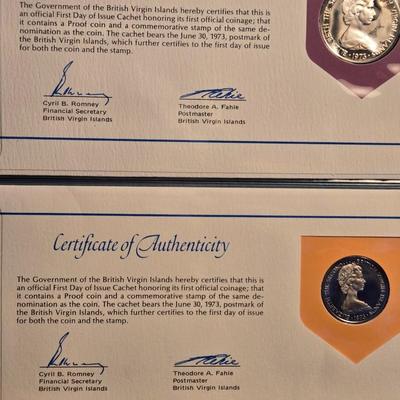 The Government of the British Virgin Islands hereby certifies that this is
an official First Day of Issue Cachet honoring its first official coinage; that
it contains a Proof coin and a commemorative stamp of the same de-
nomination as the coin. The cachet bears the June 30, 1973, postmark of
the British Virgin Islands, which further certifies to the first day of issue
for both the coin and the stamp.
Cyril B. Romney
Financial Secretary
British Virgin Islands
Theodore A. Fahie
Postmaster
British Virgin Islands
1973
Certificate of Authenticity
The Government of the British Virgin Islands hereby certifies that this is
an official First Day of Issue Cachet honoring its first official coinage; that
it contains a Proof coin and a commemorative stamp of the same de-
nomination as the coin. The cachet bears the June 30, 1973, postmark of
the British Virgin Islands, which further certifies to the first day of issue
for both the coin and the stamp.
Cyril B. Romney
Financial Secretary
British Virgin Islands
Theodore A. Fahie
Postmaster
British Virgin Islands
1973